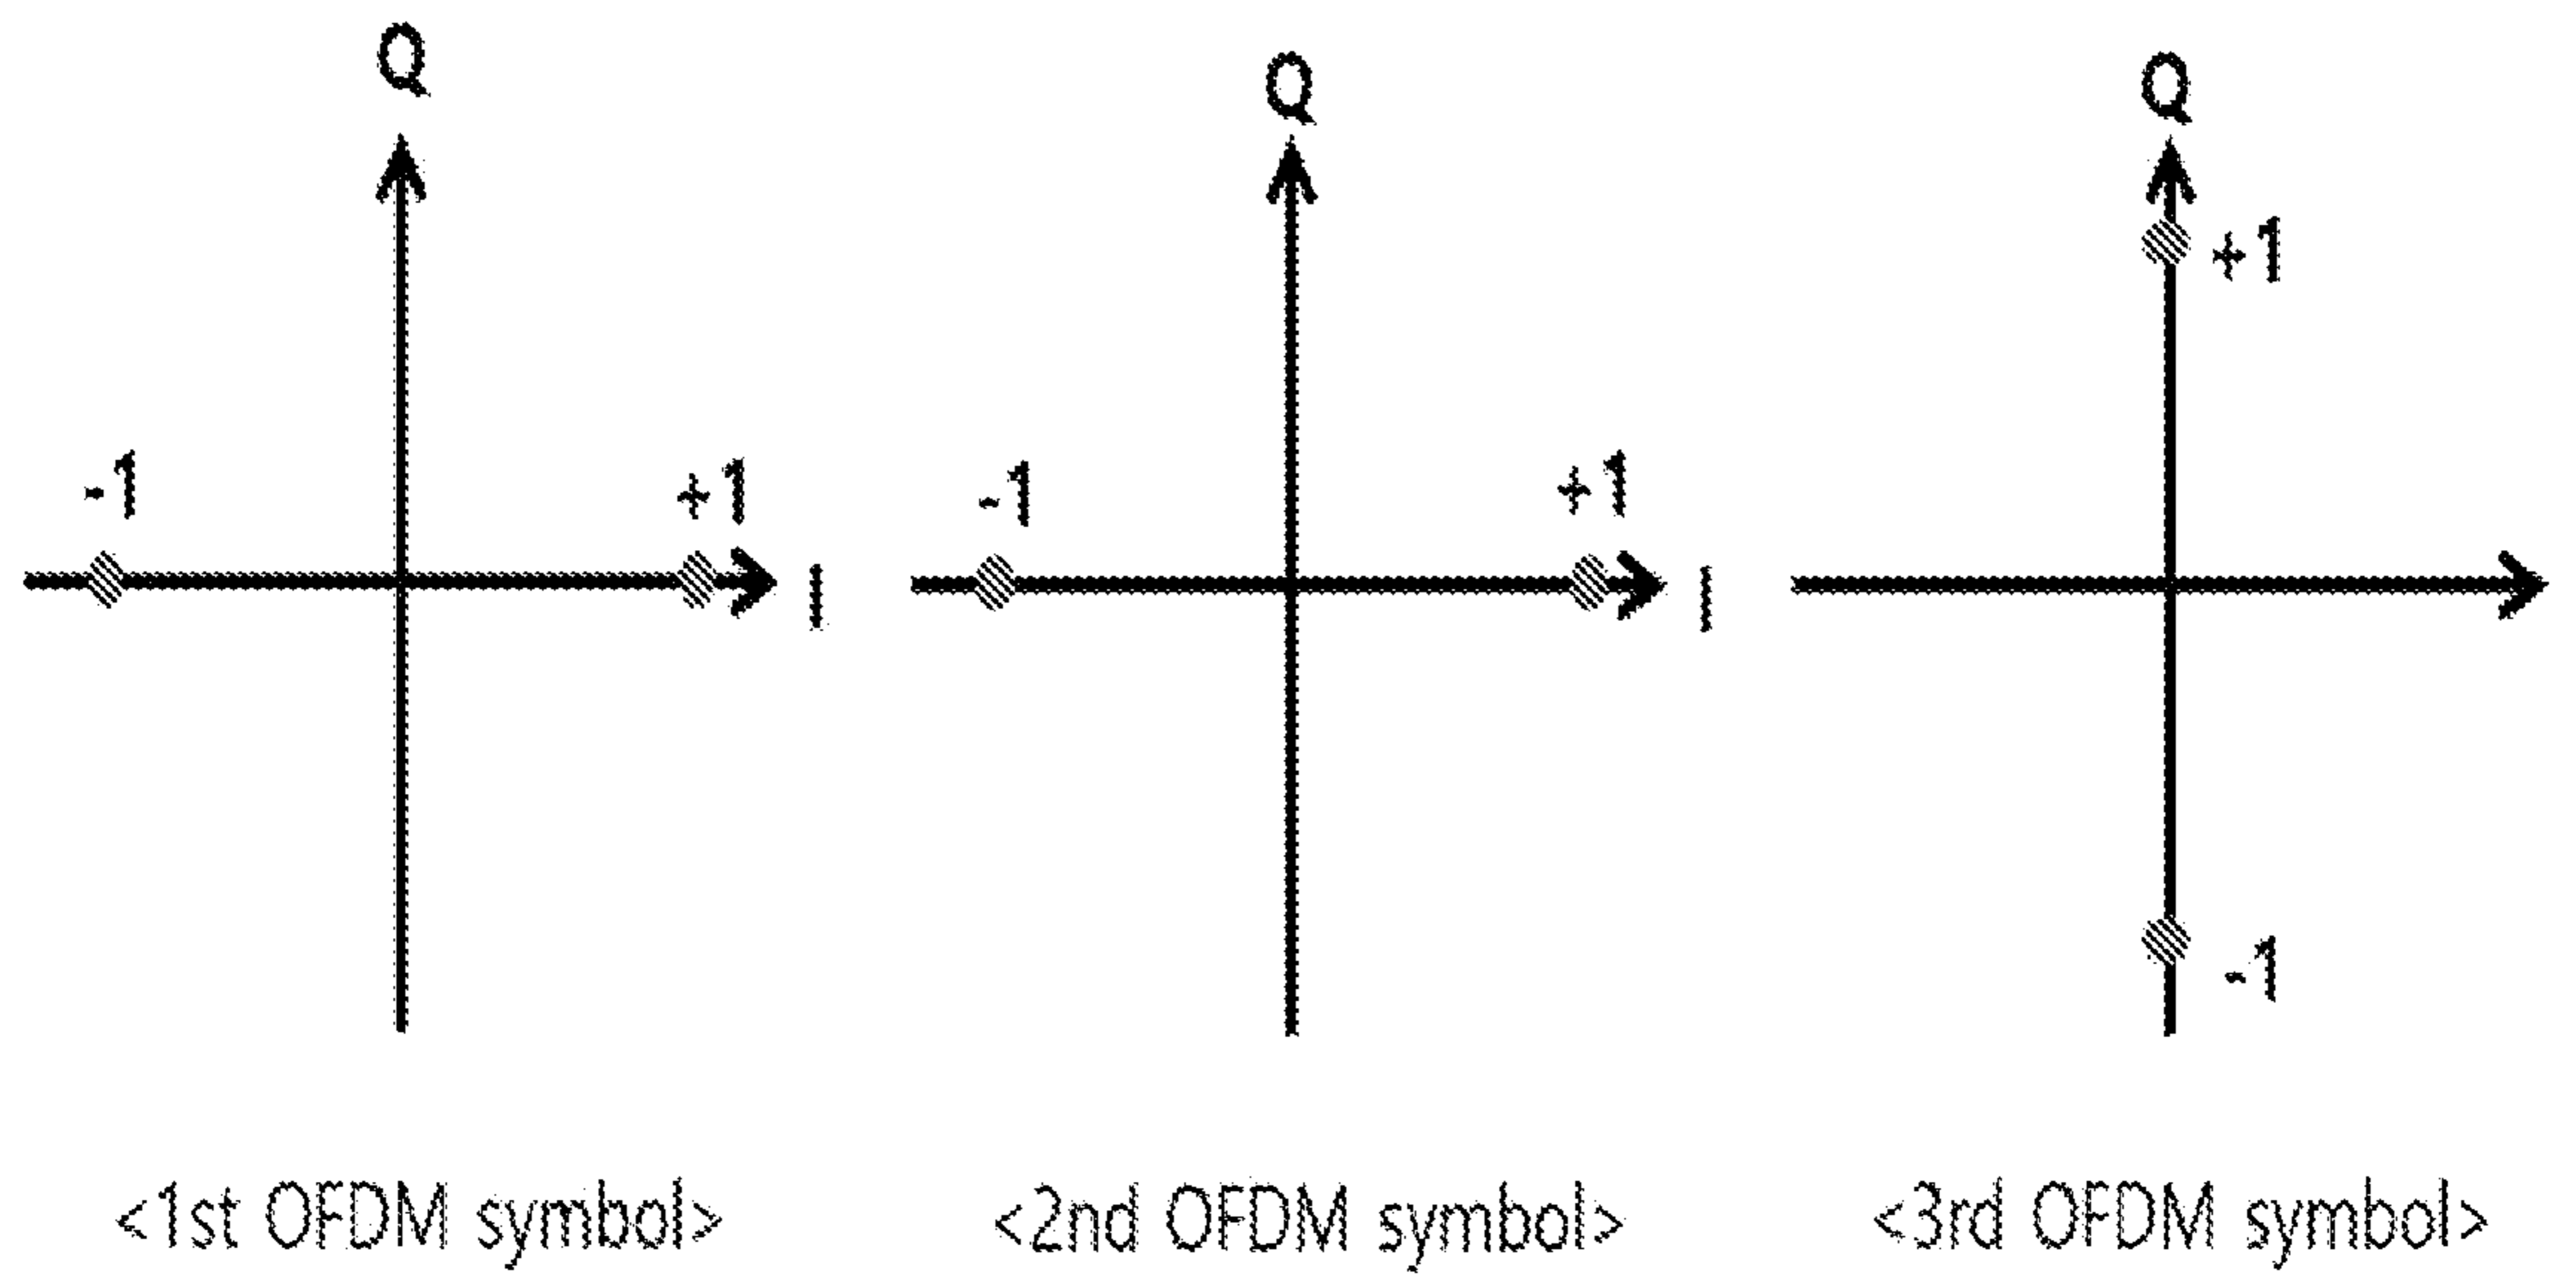 Q
-1
+1
I
<1st OFDM symbol>
Q
-1
+1
I
<2nd OFDM symbol>
Q
+1
-1
<3rd OFDM symbol>